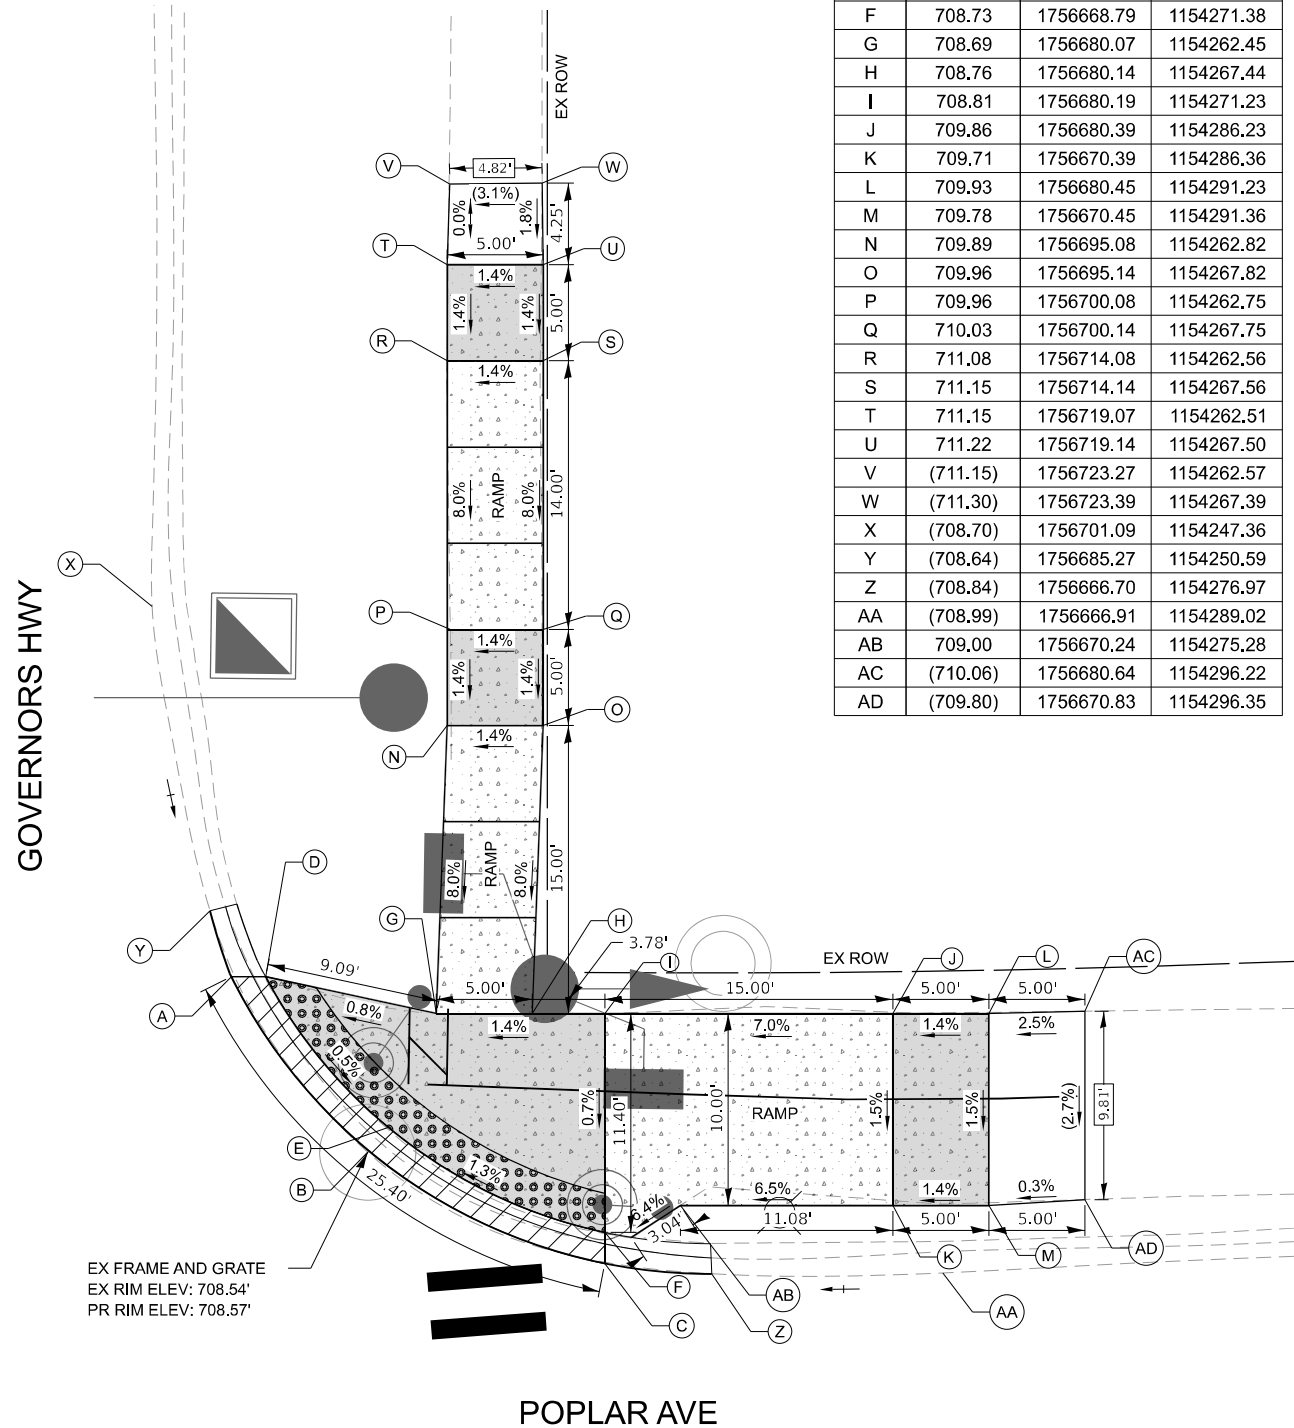 F 708.73 1756668.79 1154271.38
G 708.69 1756680.07 1154262.45
H 708.76 1756680.14 1154267.44
I 708.81 1756680.19 1154271.23
J 709.86 1756680.39 1154286.23
K 709.71 1756670.39 1154286.36
L 709.93 1756680.45 1154291.23
M 709.78 1756670.45 1154291.36
N 709.89 1756695.08 1154262.82
O 709.96 1756695.14 1154267.82
P 709.96 1756700.08 1154262.75
Q 710.03 1756700.14 1154267.75
R 711.08 1756714.08 1154262.56
S 711.15 1756714.14 1154267.56
T 711.15 1756719.07 1154262.51
U 711.22 1756719.14 1154267.50
V (711.15) 1756723.27 1154262.57
W (711.30) 1756723.39 1154267.39
X (708.70) 1756701.09 1154247.36
Y (708.64) 1756685.27 1154250.59
Z (708.84) 1756666.70 1154276.97
AA (708.99) 1756666.91 1154289.02
AB 709.00 1756670.24 1154275.28
AC (710.06) 1756680.64 1154296.22
AD (709.80) 1756670.83 1154296.35
EX ROW
V 4.82' W
(3.1%)
0.0% 1.8% 4.25'
T 5.00' U
1.4%
1.4% 1.4% 5.00'
R S
1.4%
8.0% RAMP 8.0% 14.00'
X
P Q
1.4%
1.4% 1.4% 5.00'
O
N 1.4%
GOVERNORS HWY
8.0% RAMP 8.0% 15.00'
D
G H
3.78'
Y 9.09' I EX ROW J L AC
5.00' 15.00' 5.00' 5.00'
A 0.8% 1.4% 7.0% 1.4% 2.5%
0.5%
0.7% 11.40' 10.00' RAMP 1.5% 1.5% (2.7%) 9.81'
E
B 25.40' 1.3%
6.4% 6.5% 1.4% 0.3%
3.04' 11.08' 5.00' 5.00'
K M AD
EX FRAME AND GRATE
EX RIM ELEV: 708.54'
PR RIM ELEV: 708.57'
F AB AA
C Z
POPLAR AVE